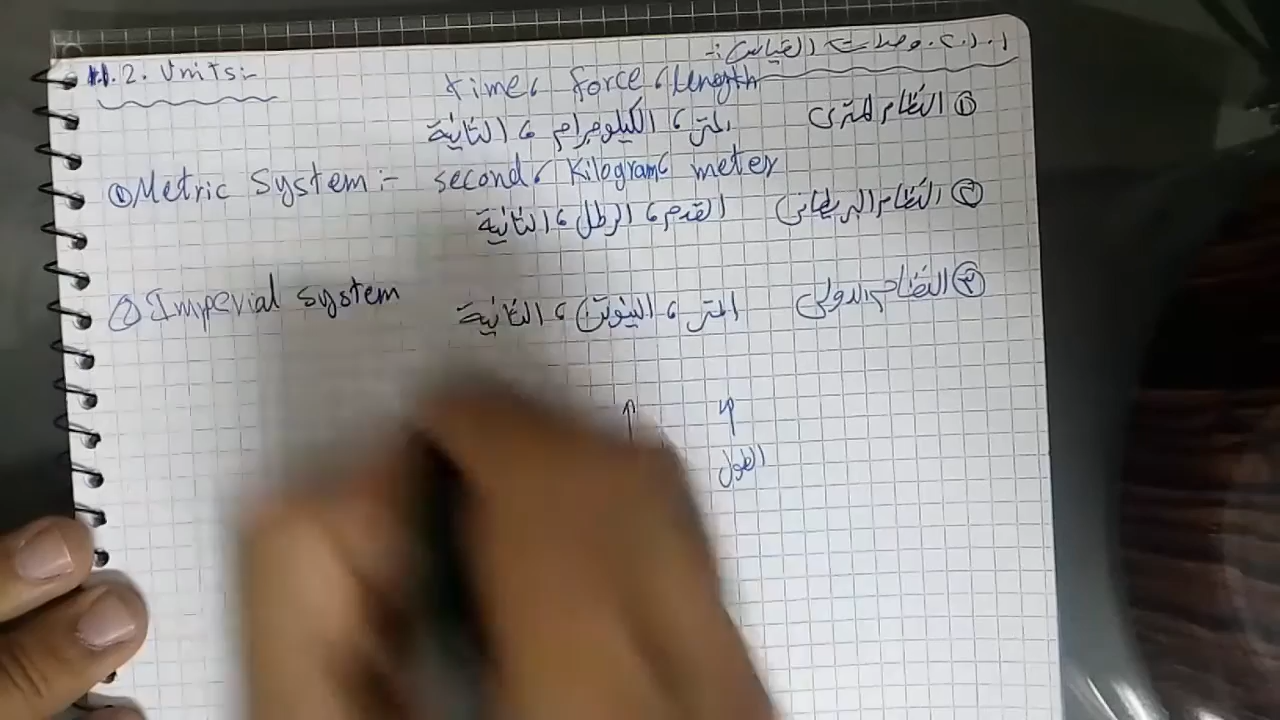 1.2. Units:- ١.٢. وحدات القياس:-
time، force، length
① النظام المترى
المتر، الكيلوجرام، الثانية
① Metric System:- second، Kilogram، meter
② النظام البريطانى
القدم، الرطل، الثانية
② Imperial system
③ النظام الدولى
المتر، النيوتن، الثانية
الطول